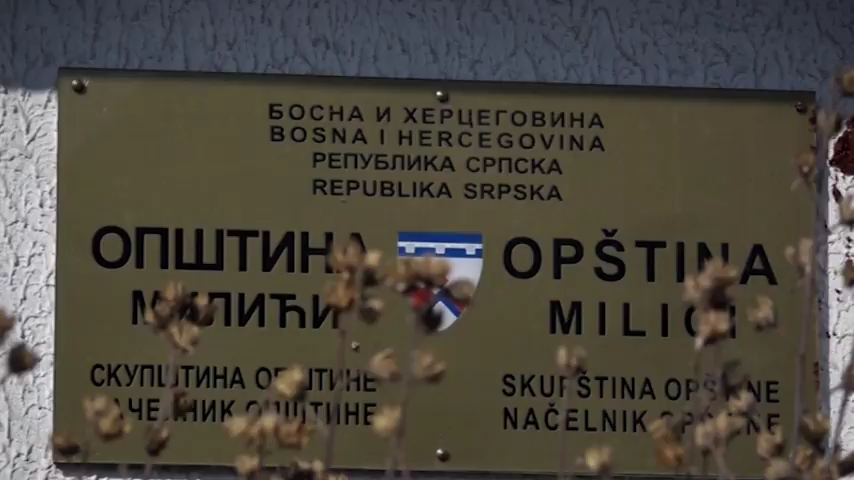 БОСНА И ХЕРЦЕГОВИНА
BOSNA I HERCEGOVINA
РЕПУБЛИКА СРПСКА
REPUBLIKA SRPSKA
ОПШТИНА
МИЛИЋИ
OPŠTINA
MILIĆI
СКУПШТИНА ОПШТИНЕ
НАЧЕЛНИК ОПШТИНЕ
SKUPŠTINA OPŠTINE
NAČELNIK OPŠTINE